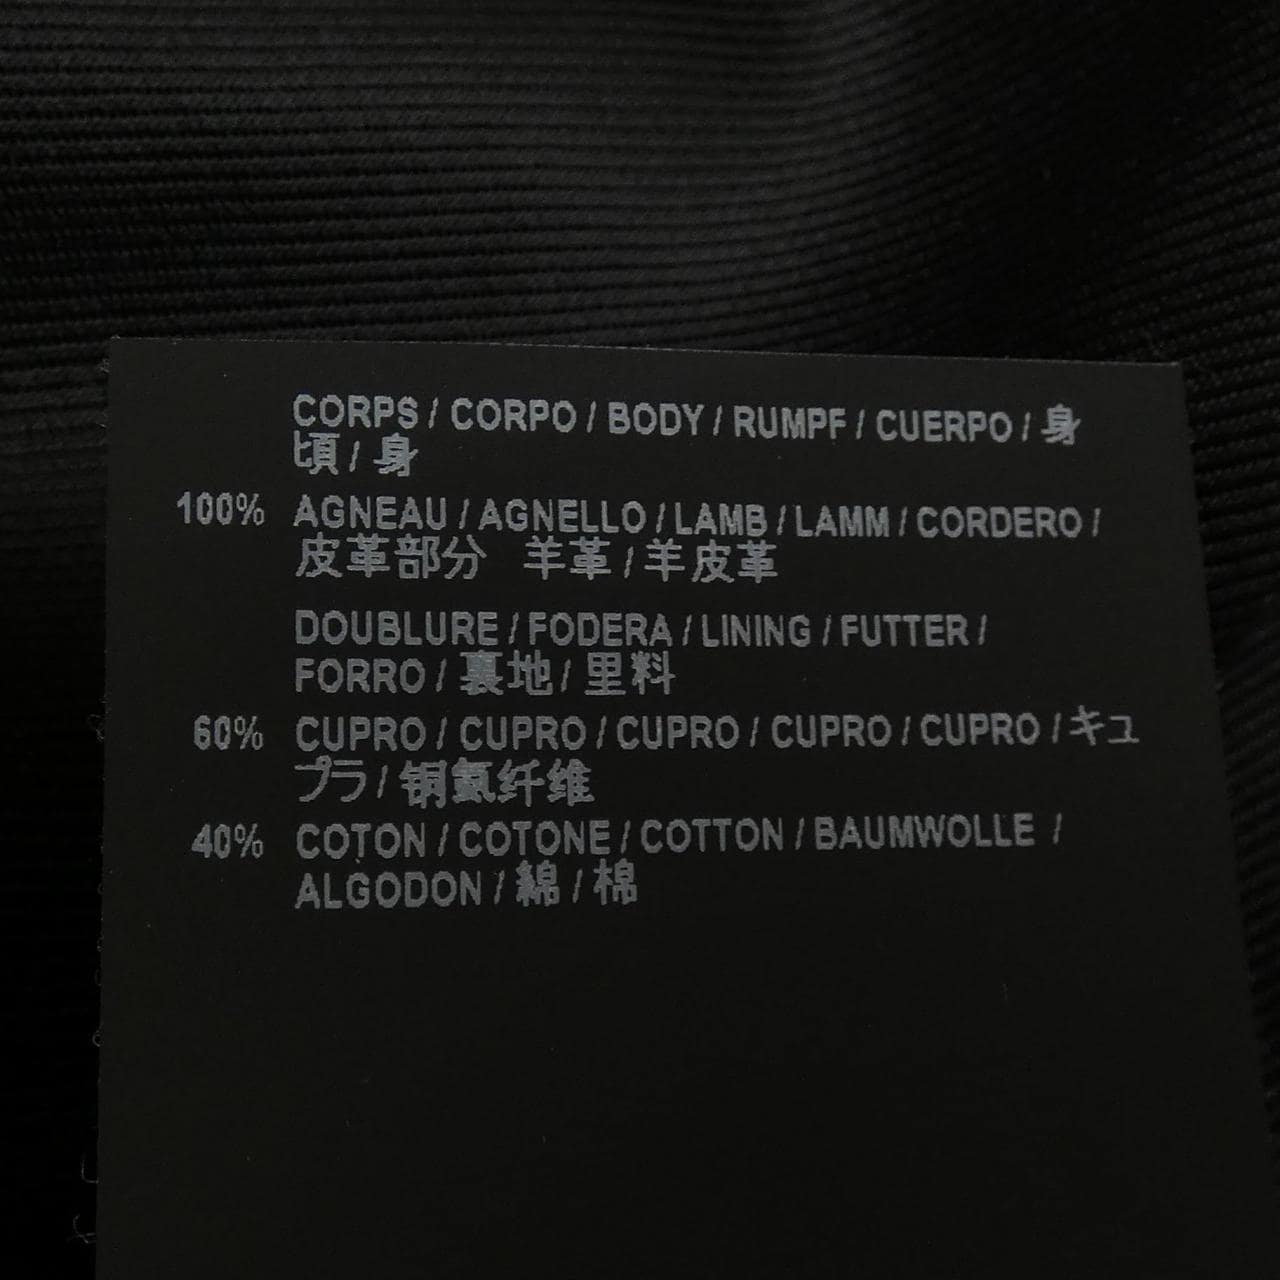 CORPS / CORPO / BODY / RUMPF / CUERPO / 身
頃 / 身
100% AGNEAU / AGNELLO / LAMB / LAMM / CORDERO /
皮革部分 羊革 / 羊皮革
DOUBLURE / FODERA / LINING / FUTTER /
FORRO / 裏地 / 里料
60% CUPRO / CUPRO / CUPRO / CUPRO / CUPRO / キュ
プラ / 铜氨纤维
40% COTON / COTONE / COTTON / BAUMWOLLE /
ALGODON / 綿 / 棉